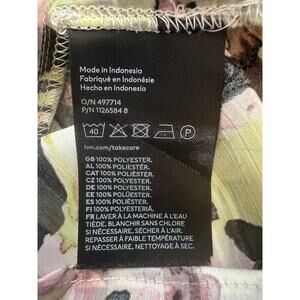 Made in Indonesia
Fabriqué en Indonésie
Hecho en Indonesia
O/N 497714
P/N 1126584 8
40
P
hm.com/takecare
GB 100% POLYESTER.
AL 100% POLIESTËR.
CAT 100% POLIÈSTER.
CZ 100% POLYESTER.
DE 100% POLYESTER.
EE 100% POLÜESTER.
ES 100% POLIÉSTER.
FI 100% POLYESTERIÄ.
FR LAVER À LA MACHINE À L'EAU
TIÈDE. BLANCHIR SANS CHLORE
SI NÉCESSAIRE. SÉCHER À L'AIR.
REPASSER À FAIBLE TEMPÉRATURE
SI NÉCESSAIRE.
NETTOYAGE À SEC.